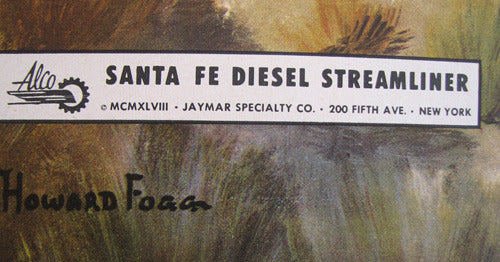 Alco
SANTA FE DIESEL STREAMLINER
© MCMXLVIII · JAYMAR SPECIALTY CO. · 200 FIFTH AVE. · NEW YORK
HOWARD FOGG